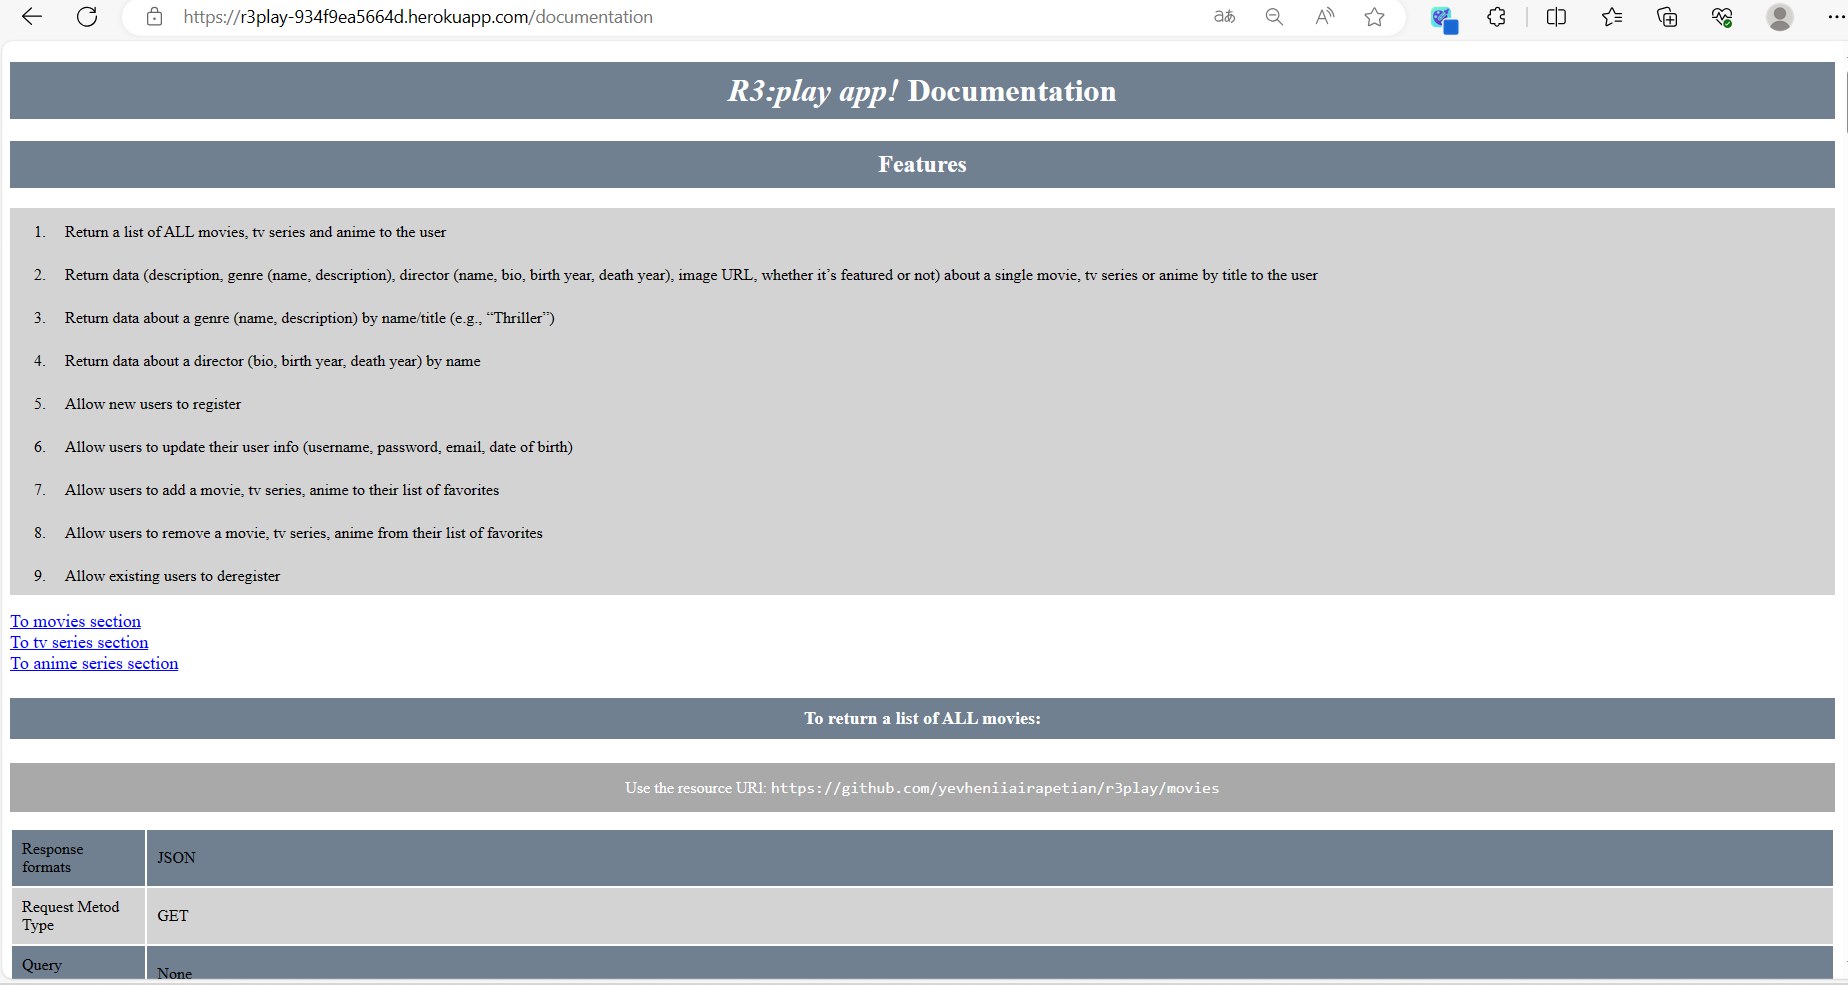 https://r3play-934f9ea5664d.herokuapp.com/documentation
R3:play app! Documentation
Features
1. Return a list of ALL movies, tv series and anime to the user
2. Return data (description, genre (name, description), director (name, bio, birth year, death year), image URL, whether it’s featured or not) about a single movie, tv series or anime by title to the user
3. Return data about a genre (name, description) by name/title (e.g., “Thriller”)
4. Return data about a director (bio, birth year, death year) by name
5. Allow new users to register
6. Allow users to update their user info (username, password, email, date of birth)
7. Allow users to add a movie, tv series, anime to their list of favorites
8. Allow users to remove a movie, tv series, anime from their list of favorites
9. Allow existing users to deregister
To movies section
To tv series section
To anime series section
To return a list of ALL movies:
Use the resource URl: https://github.com/yevheniiairapetian/r3play/movies
Response
formats
JSON
Request Metod
Type
GET
Query
None